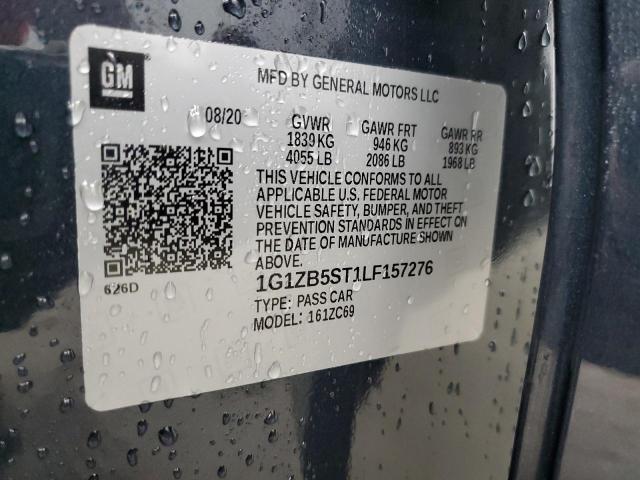 GM
MFD BY GENERAL MOTORS LLC
08/20
GVWR GAWR FRT GAWR RR
1839 KG 946 KG 893 KG
4055 LB 2086 LB 1968 LB
THIS VEHICLE CONFORMS TO ALL
APPLICABLE U.S. FEDERAL MOTOR
VEHICLE SAFETY, BUMPER, AND THEFT
PREVENTION STANDARDS IN EFFECT ON
THE DATE OF MANUFACTURE SHOWN
ABOVE.
626D
1G1ZB5ST1LF157276
TYPE: PASS CAR
MODEL: 161ZC69